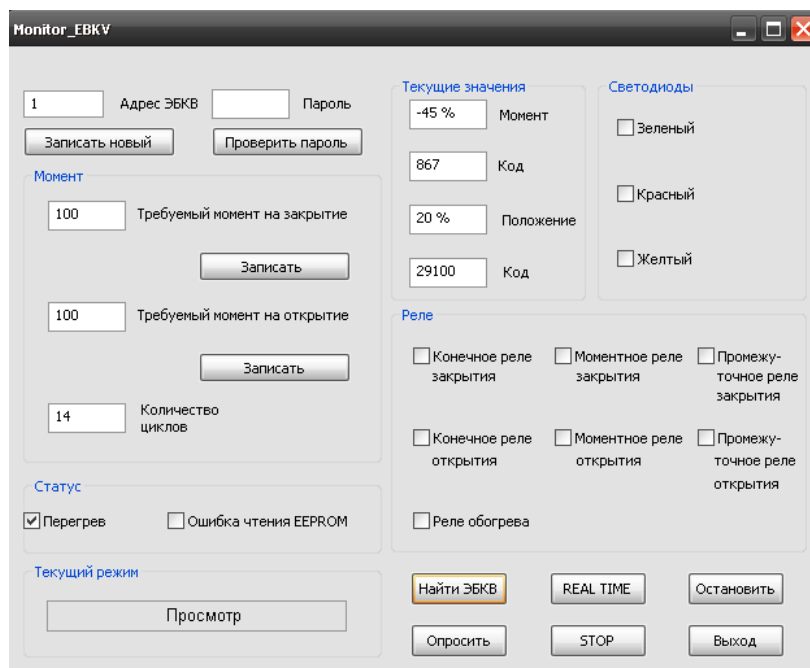 Monitor_EBKV
1 Адрес ЭБКВ Пароль
Записать новый Проверить пароль
Момент
100 Требуемый момент на закрытие
Записать
100 Требуемый момент на открытие
Записать
14 Количество
циклов
Статус
Перегрев Ошибка чтения EEPROM
Текущий режим
Просмотр
Текущие значения
-45 % Момент
867 Код
20 % Положение
29100 Код
Светодиоды
Зеленый
Красный
Желтый
Реле
Конечное реле
закрытия
Моментное реле
закрытия
Промежу-
точное реле
закрытия
Конечное реле
открытия
Моментное реле
открытия
Промежу-
точное реле
открытия
Реле обогрева
Найти ЭБКВ REAL TIME Остановить
Опросить STOP Выход